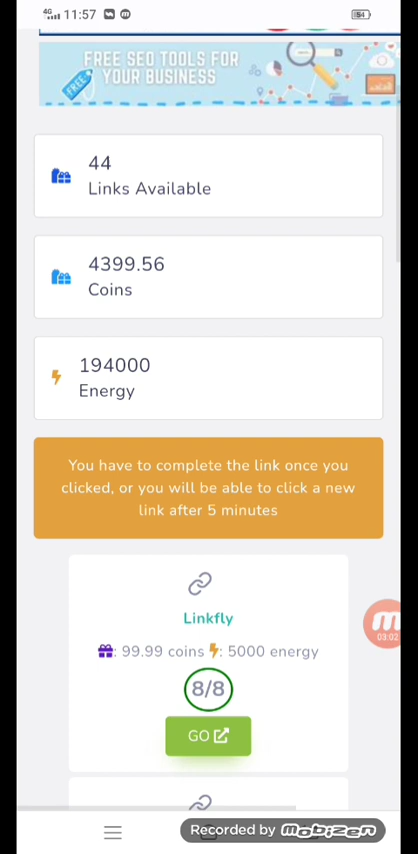 4G 11:57
54
FREE SEO TOOLS FOR
YOUR BUSINESS
FREE
44
Links Available
4399.56
Coins
194000
Energy
You have to complete the link once you
clicked, or you will be able to click a new
link after 5 minutes
Linkfly
: 99.99 coins : 5000 energy
8/8
GO
03:02
Recorded by mobizen